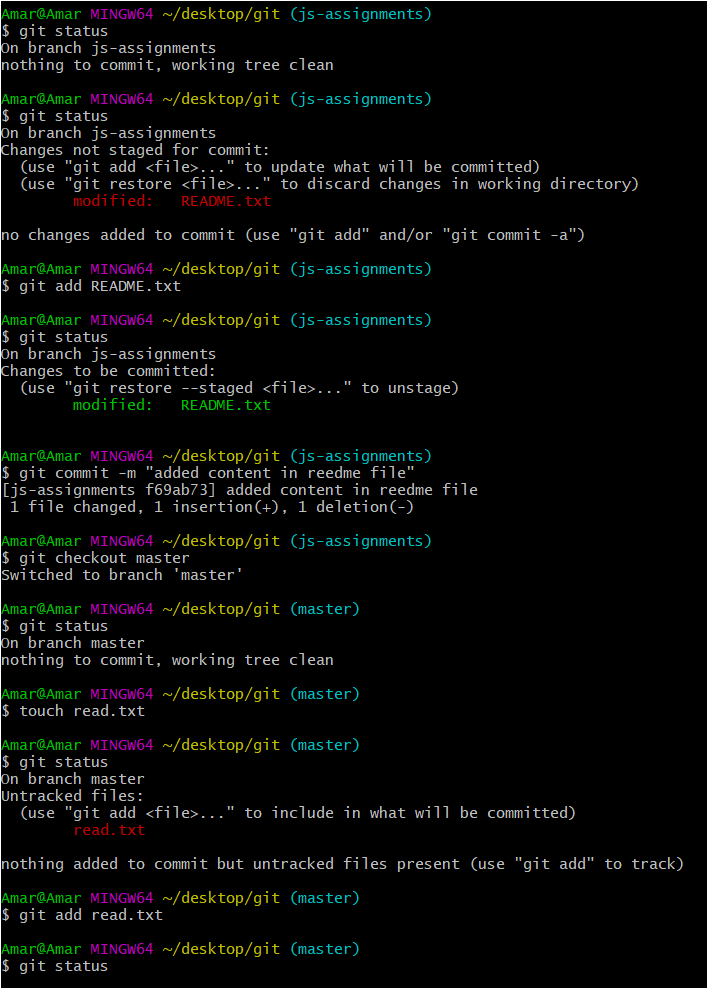 Amar@Amar MINGW64 ~/desktop/git (js-assignments)
$ git status
On branch js-assignments
nothing to commit, working tree clean

Amar@Amar MINGW64 ~/desktop/git (js-assignments)
$ git status
On branch js-assignments
Changes not staged for commit:
  (use "git add <file>..." to update what will be committed)
  (use "git restore <file>..." to discard changes in working directory)
        modified:   README.txt

no changes added to commit (use "git add" and/or "git commit -a")

Amar@Amar MINGW64 ~/desktop/git (js-assignments)
$ git add README.txt

Amar@Amar MINGW64 ~/desktop/git (js-assignments)
$ git status
On branch js-assignments
Changes to be committed:
  (use "git restore --staged <file>..." to unstage)
        modified:   README.txt


Amar@Amar MINGW64 ~/desktop/git (js-assignments)
$ git commit -m "added content in reedme file"
[js-assignments f69ab73] added content in reedme file
 1 file changed, 1 insertion(+), 1 deletion(-)

Amar@Amar MINGW64 ~/desktop/git (js-assignments)
$ git checkout master
Switched to branch 'master'

Amar@Amar MINGW64 ~/desktop/git (master)
$ git status
On branch master
nothing to commit, working tree clean

Amar@Amar MINGW64 ~/desktop/git (master)
$ touch read.txt

Amar@Amar MINGW64 ~/desktop/git (master)
$ git status
On branch master
Untracked files:
  (use "git add <file>..." to include in what will be committed)
        read.txt

nothing added to commit but untracked files present (use "git add" to track)

Amar@Amar MINGW64 ~/desktop/git (master)
$ git add read.txt

Amar@Amar MINGW64 ~/desktop/git (master)
$ git status